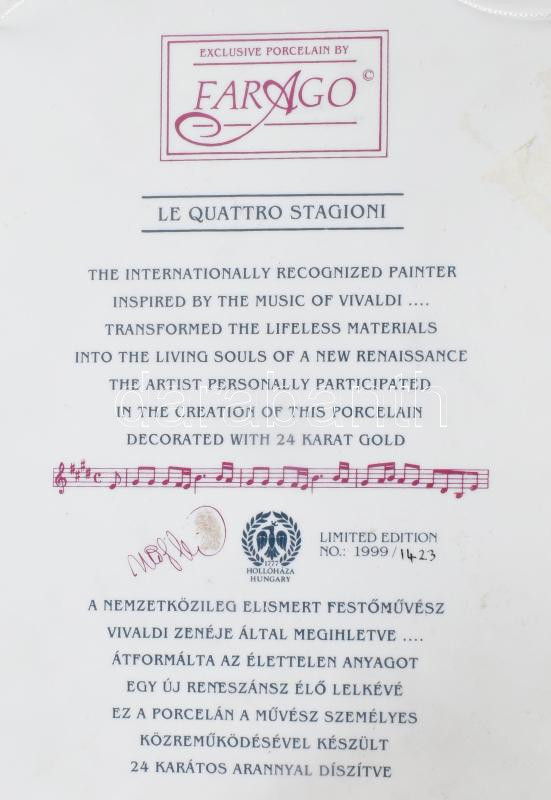 EXCLUSIVE PORCELAIN BY
FARAGO ©
LE QUATTRO STAGIONI
THE INTERNATIONALLY RECOGNIZED PAINTER
INSPIRED BY THE MUSIC OF VIVALDI ....
TRANSFORMED THE LIFELESS MATERIALS
INTO THE LIVING SOULS OF A NEW RENAISSANCE
THE ARTIST PERSONALLY PARTICIPATED
darabanth
IN THE CREATION OF THIS PORCELAIN
DECORATED WITH 24 KARAT GOLD
1777
HOLLÓHÁZA
HUNGARY
LIMITED EDITION
NO.: 1999/1423
A NEMZETKÖZILEG ELISMERT FESTŐMŰVÉSZ
VIVALDI ZENÉJE ÁLTAL MEGIHLETVE ....
ÁTFORMÁLTA AZ ÉLETTELEN ANYAGOT
EGY ÚJ RENESZÁNSZ ÉLŐ LELKÉVÉ
EZ A PORCELÁN A MŰVÉSZ SZEMÉLYES
KÖZREMŰKÖDÉSÉVEL KÉSZÜLT
24 KARÁTOS ARANNYAL DÍSZÍTVE